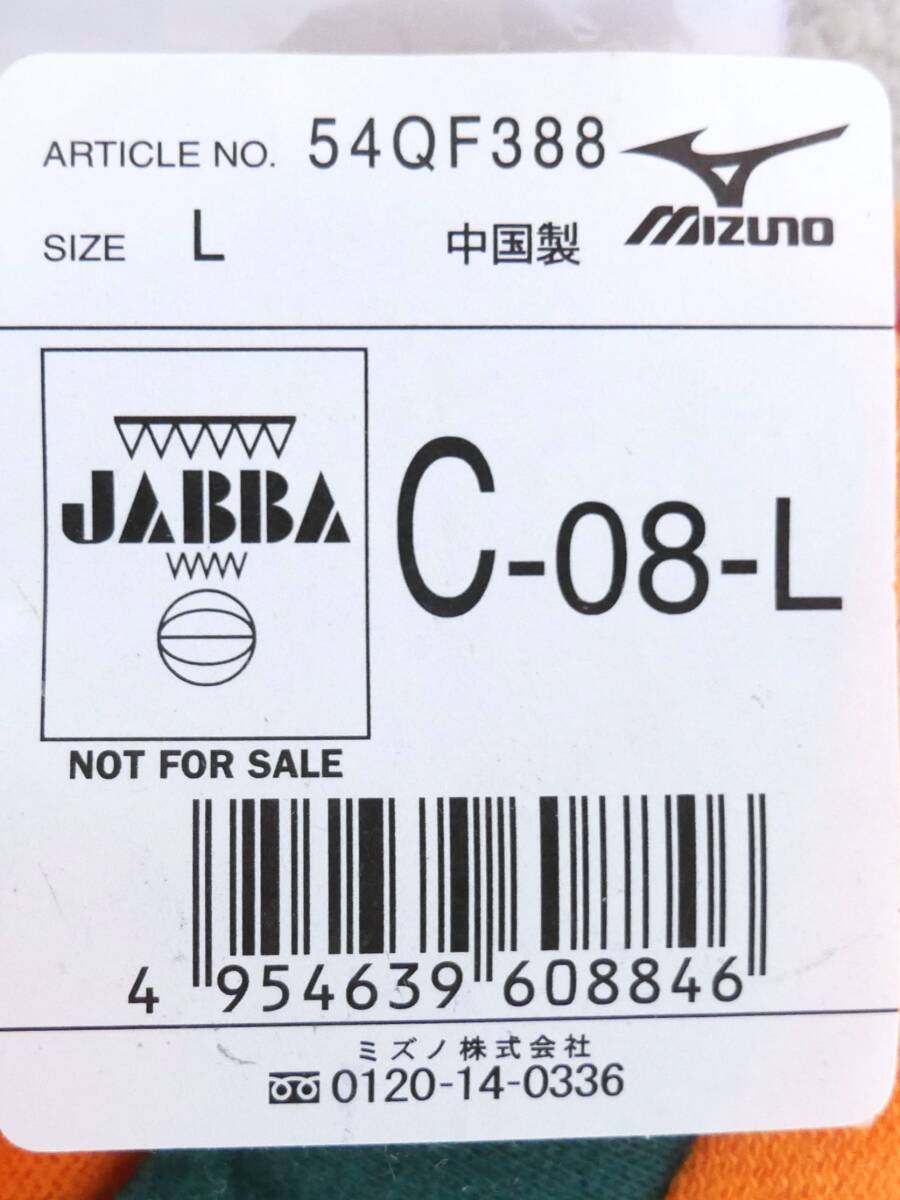 ARTICLE NO. 54QF388
SIZE L 中国製 MIZUNO
JABBA
C-08-L
NOT FOR SALE
4 954639 608846
ミズノ株式会社
0120-14-0336